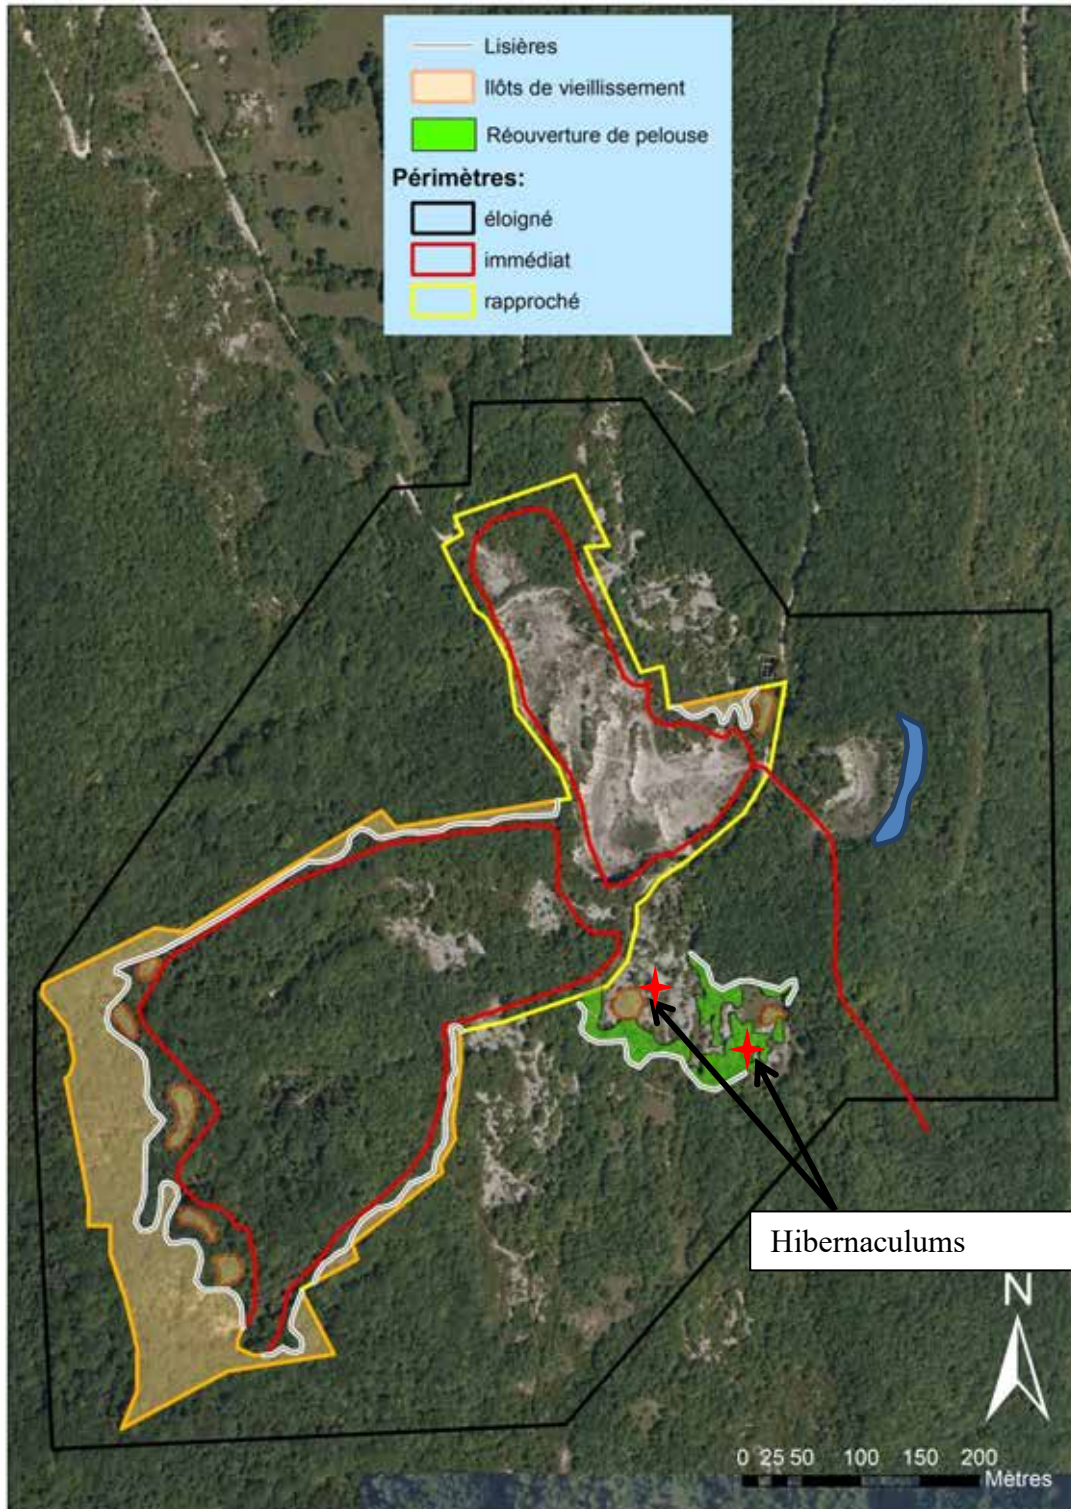 Lisières
Ilôts de vieillissement
Réouverture de pelouse
Périmètres:
éloigné
immédiat
rapproché
Hibernaculums
N
0 25 50 100 150 200
Mètres